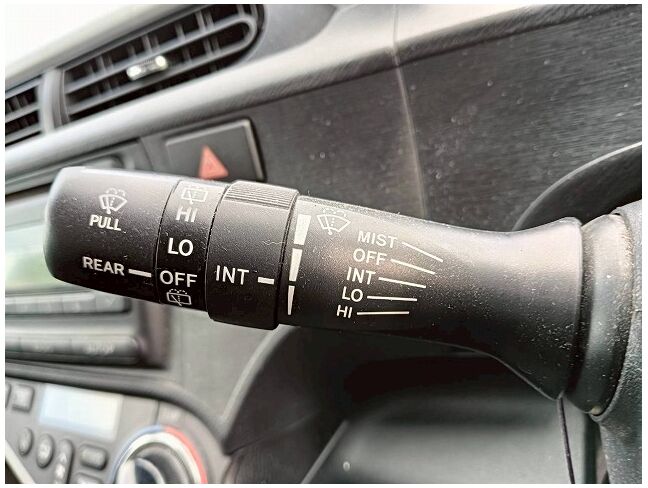 PULL
REAR
HI
LO
OFF
INT
MIST
OFF
INT
LO
HI